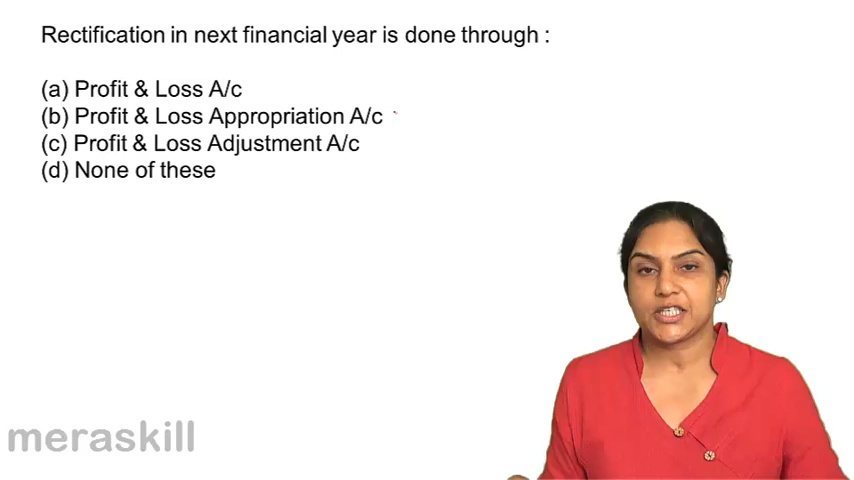 Rectification in next financial year is done through :
(a) Profit & Loss A/c
(b) Profit & Loss Appropriation A/c
(c) Profit & Loss Adjustment A/c
(d) None of these
meraskill